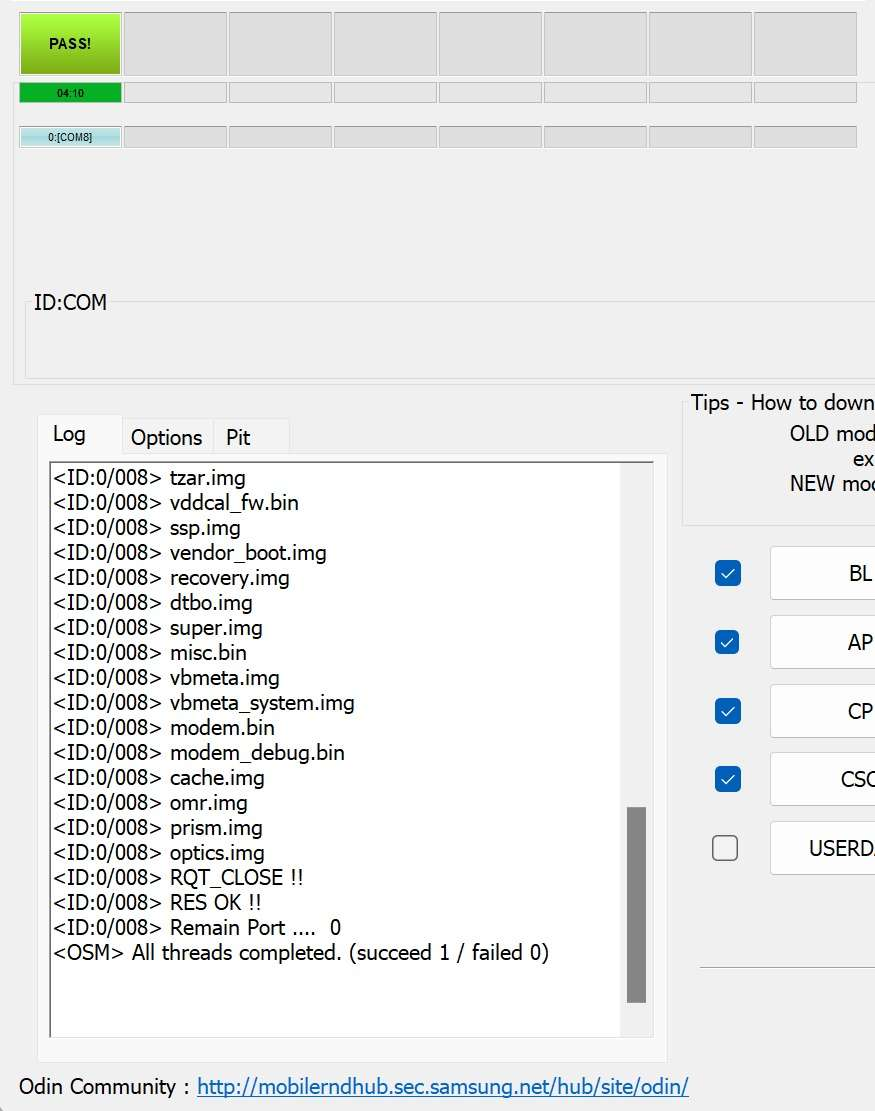 PASS!
04:10
0:[COM8]
ID:COM
Log
Options
Pit
<ID:0/008> tzar.img
<ID:0/008> vddcal_fw.bin
<ID:0/008> ssp.img
<ID:0/008> vendor_boot.img
<ID:0/008> recovery.img
<ID:0/008> dtbo.img
<ID:0/008> super.img
<ID:0/008> misc.bin
<ID:0/008> vbmeta.img
<ID:0/008> vbmeta_system.img
<ID:0/008> modem.bin
<ID:0/008> modem_debug.bin
<ID:0/008> cache.img
<ID:0/008> omr.img
<ID:0/008> prism.img
<ID:0/008> optics.img
<ID:0/008> RQT_CLOSE !!
<ID:0/008> RES OK !!
<ID:0/008> Remain Port ....  0
<OSM> All threads completed. (succeed 1 / failed 0)
Tips - How to down
OLD mod
ex
NEW mod
BL
AP
CP
CSC
USERDA
Odin Community : http://mobilerndhub.sec.samsung.net/hub/site/odin/